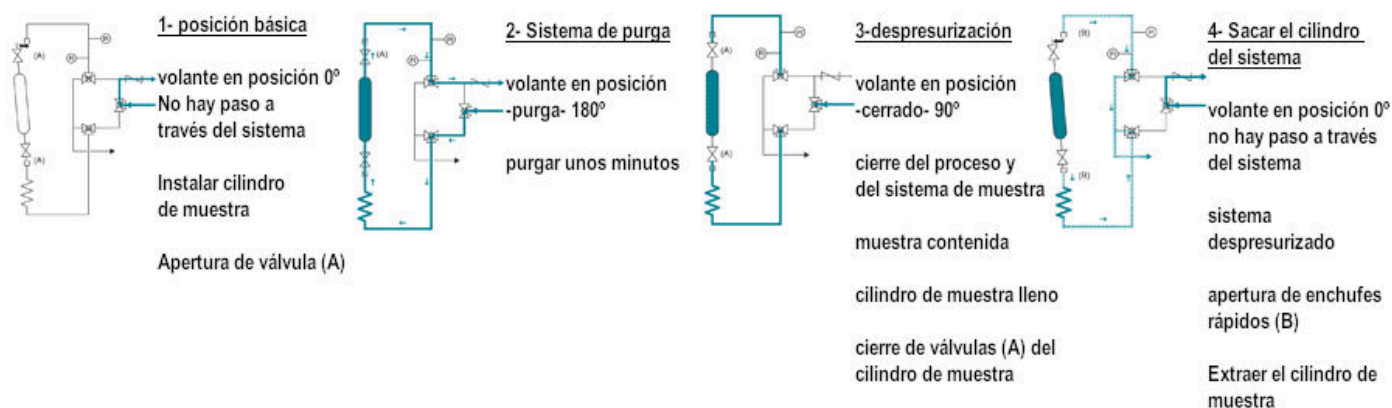 1- posición básica
volante en posición 0º
No hay paso a
través del sistema
Instalar cilindro
de muestra
Apertura de válvula (A)
(A)
(A)
2- Sistema de purga
volante en posición
-purga- 180º
purgar unos minutos
(A)
3-despresurización
volante en posición
-cerrado- 90º
cierre del proceso y
del sistema de muestra
muestra contenida
cilindro de muestra lleno
cierre de válvulas (A) del
cilindro de muestra
(A)
4- Sacar el cilindro
del sistema
volante en posición 0º
no hay paso a través
del sistema
sistema
despresurizado
apertura de enchufes
rápidos (B)
Extraer el cilindro de
muestra
(B)
(B)